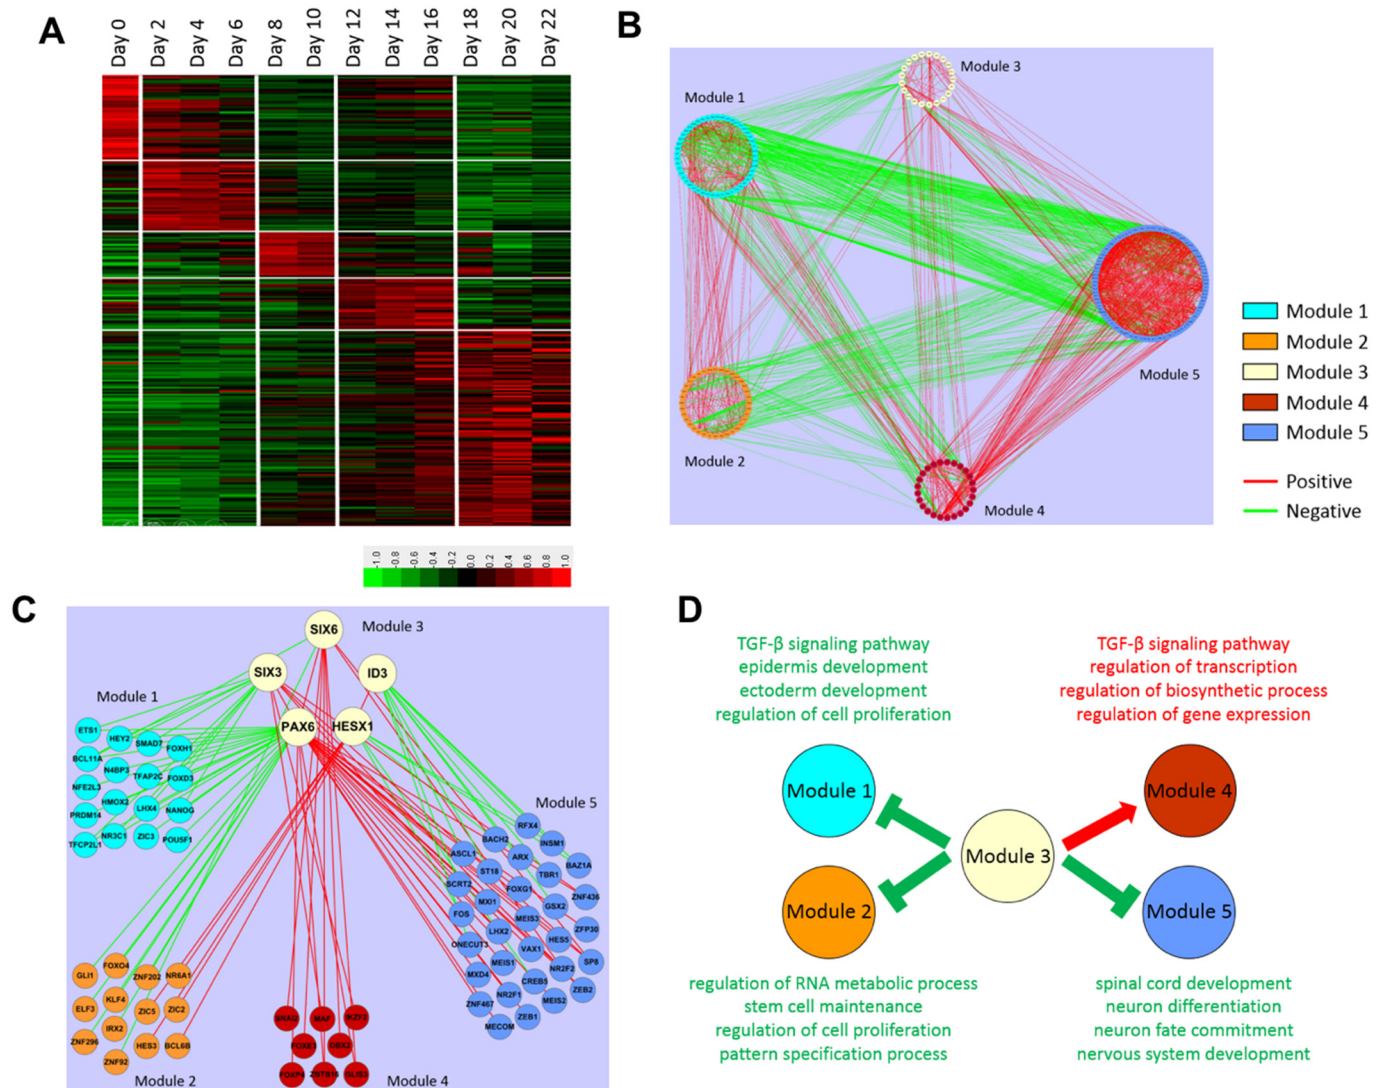 A
Day 0
Day 2
Day 4
Day 6
Day 8
Day 10
Day 12
Day 14
Day 16
Day 18
Day 20
Day 22
-1.0
-0.8
-0.6
-0.4
-0.2
0.0
0.2
0.4
0.6
0.8
1.0
B
Module 3
Module 1
Module 5
Module 2
Module 4
Module 1
Module 2
Module 3
Module 4
Module 5
Positive
Negative
C
SIX6
Module 3
SIX3
ID3
PAX6
HESX1
Module 1
ETS1
HEY2
SMAD7
FOXH1
BCL11A
N4BP3
TFAP2C
FOXD3
NFE2L3
HMOX2
LHX4
NANOG
PRDM14
NR3C1
ZIC3
POU5F1
TFCP2L1
Module 5
RFX4
BACH2
INSM1
ASCL1
ARX
BAZ1A
ST18
TBR1
SCRT2
FOXG1
ZNF436
MXI1
GSX2
FOS
MEIS3
ZFP30
LHX2
HES5
ONECUT3
VAX1
MEIS1
NR2F2
SP8
MXD4
CREB5
ZEB2
NR2F1
MEIS2
ZNF467
ZEB1
MECOM
GLI1
FOXO4
ZNF202
NR6A1
ELF3
KLF4
ZIC5
ZIC2
IRX2
ZNF296
HES3
BCL6B
ZNF92
Module 2
SNAI2
MAF
IKZF2
FOXE1
DBX2
FOXP4
ZBTB16
GLIS3
Module 4
D
TGF-β signaling pathway
epidermis development
ectoderm development
regulation of cell proliferation
TGF-β signaling pathway
regulation of transcription
regulation of biosynthetic process
regulation of gene expression
Module 1
Module 4
Module 3
Module 2
Module 5
regulation of RNA metabolic process
stem cell maintenance
regulation of cell proliferation
pattern specification process
spinal cord development
neuron differentiation
neuron fate commitment
nervous system development